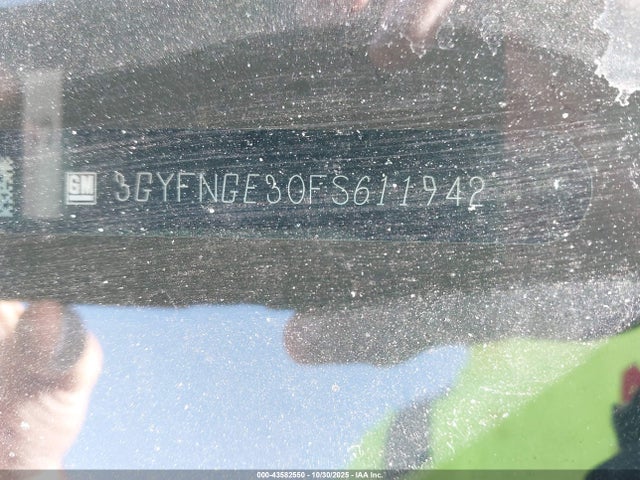 GM 3GYFNGE30FS611942
000-43582550 - 10/30/2025 - IAA Inc.